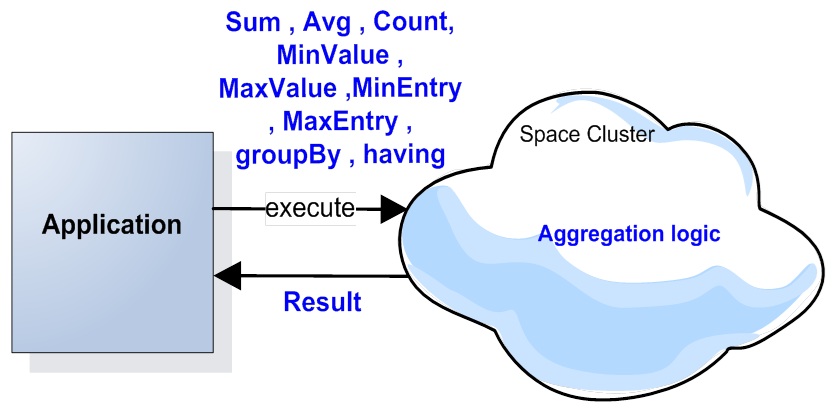 Sum , Avg , Count,
MinValue ,
MaxValue ,MinEntry
, MaxEntry ,
groupBy , having
Space Cluster
Application
execute
Aggregation logic
Result